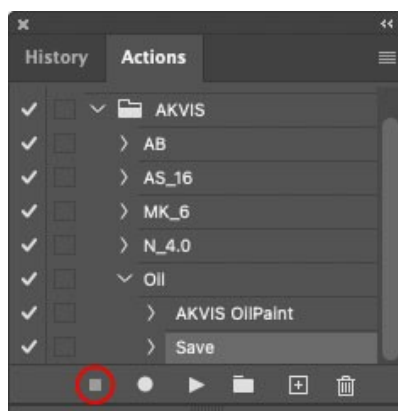 History Actions
AKVIS
AB
AS_16
MK_6
N_4.0
Oil
AKVIS OilPaint
Save